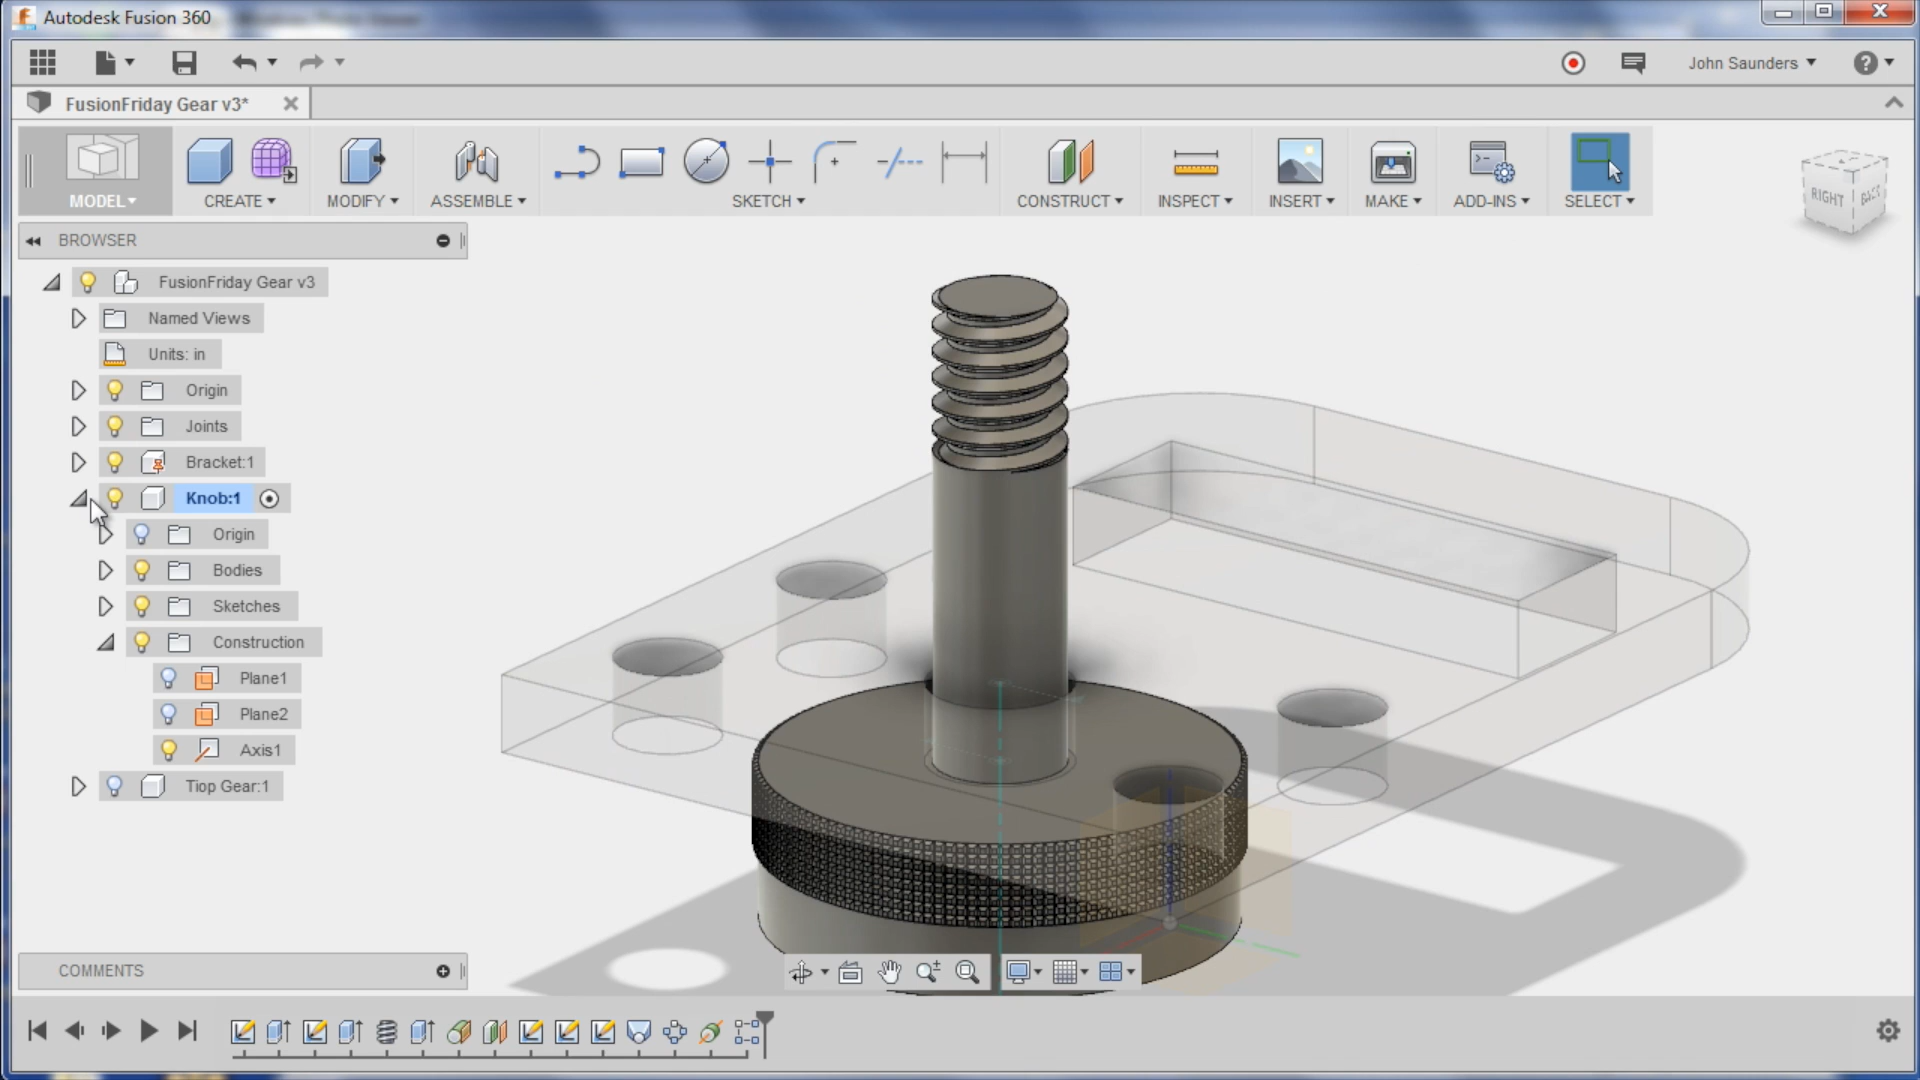 Autodesk Fusion 360
John Saunders
FusionFriday Gear v3*
MODEL
CREATE
MODIFY
ASSEMBLE
SKETCH
CONSTRUCT
INSPECT
INSERT
MAKE
ADD-INS
SELECT
RIGHT
BACK
BROWSER
FusionFriday Gear v3
Named Views
Units: in
Origin
Joints
Bracket:1
Knob:1
Origin
Bodies
Sketches
Construction
Plane1
Plane2
Axis1
Tiop Gear:1
COMMENTS